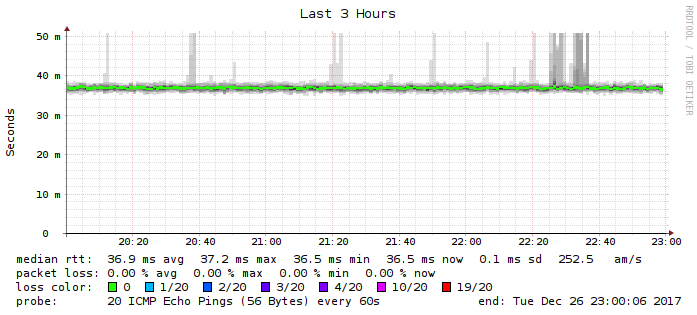 Last 3 Hours
RRDTOOL / TOBI OETIKER
Seconds
50 m
40 m
30 m
20 m
10 m
0
20:20 20:40 21:00 21:20 21:40 22:00 22:20 22:40 23:00
median rtt: 36.9 ms avg 37.2 ms max 36.5 ms min 36.5 ms now 0.1 ms sd 252.5 am/s
packet loss: 0.00 % avg 0.00 % max 0.00 % min 0.00 % now
loss color: 0 1/20 2/20 3/20 4/20 10/20 19/20
probe: 20 ICMP Echo Pings (56 Bytes) every 60s end: Tue Dec 26 23:00:06 2017